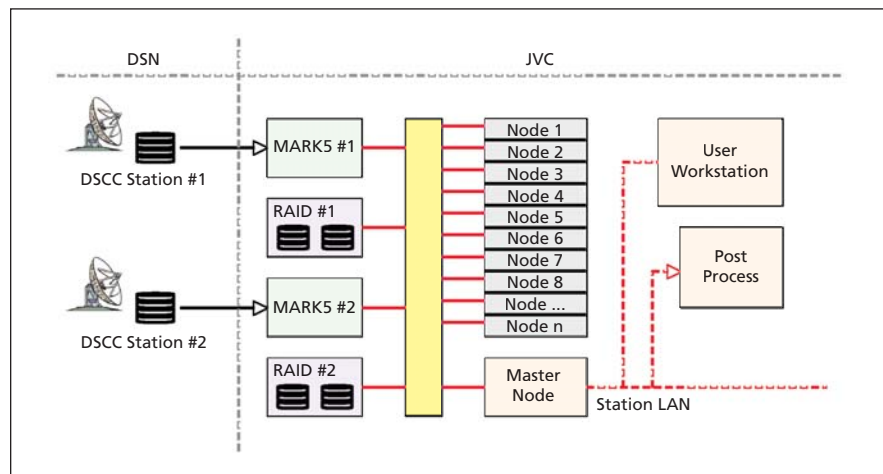 DSN
JVC
DSCC Station #1
MARK5 #1
RAID #1
DSCC Station #2
MARK5 #2
RAID #2
Node 1
Node 2
Node 3
Node 4
Node 5
Node 6
Node 7
Node 8
Node ...
Node n
Master
Node
User
Workstation
Post
Process
Station LAN